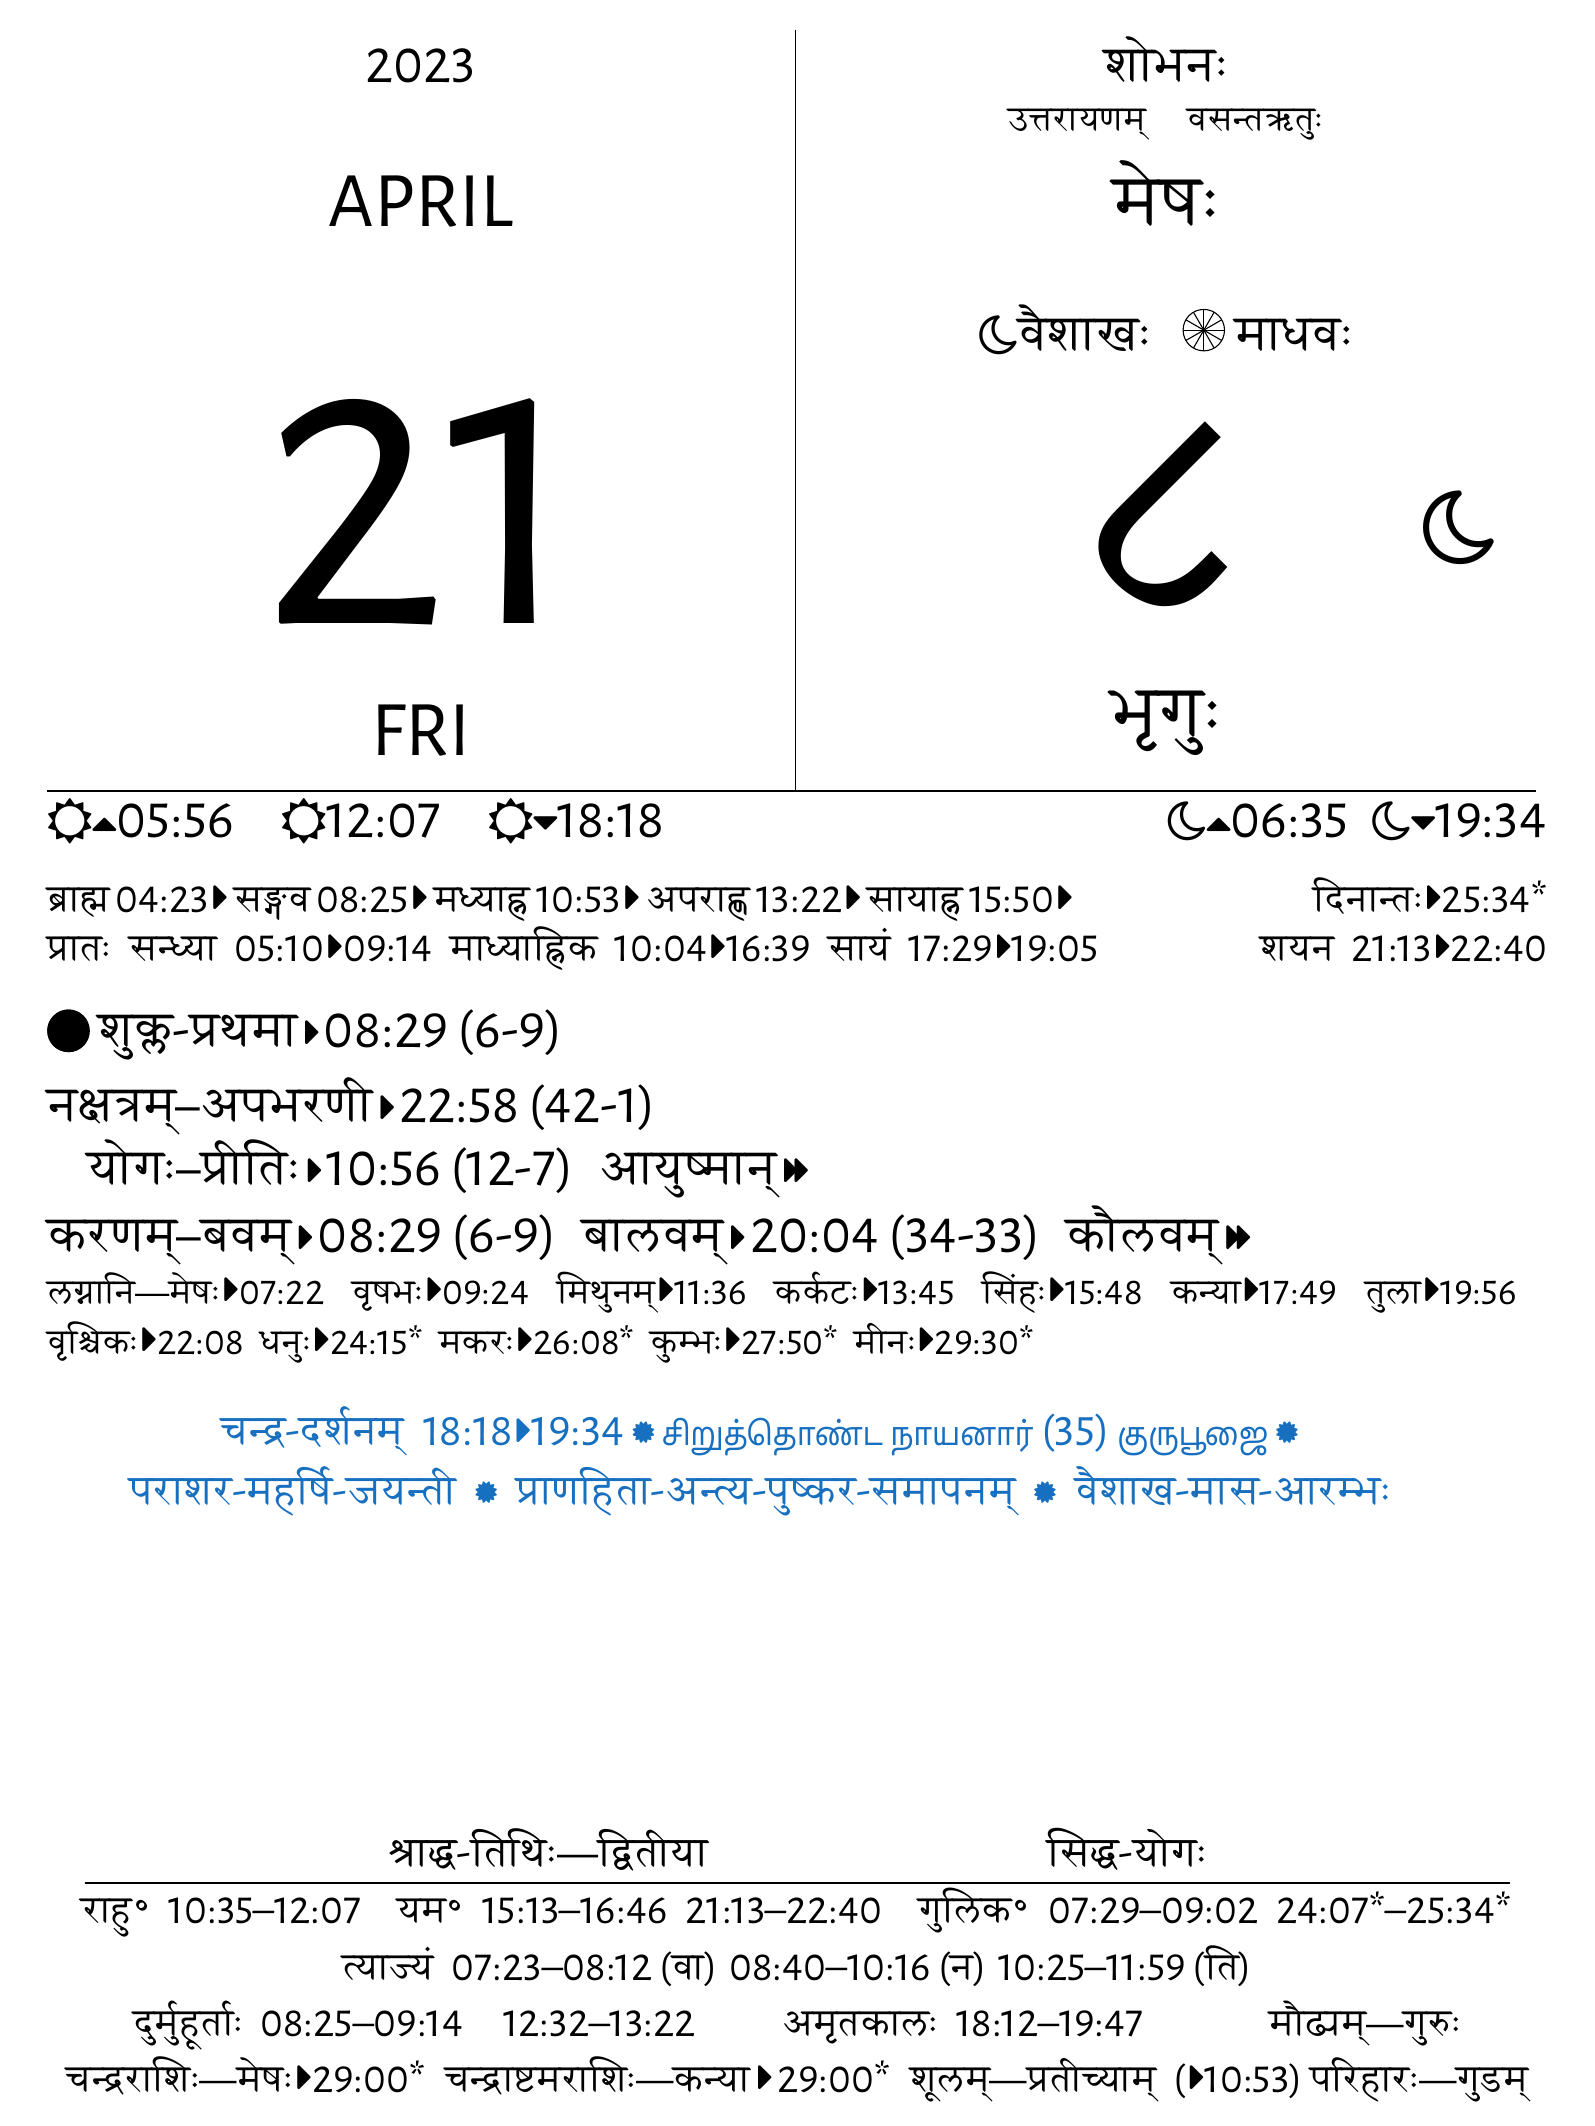 2023
APRIL
21
FRI
शोभनः
उत्तरायणम् वसन्तऋतुः
मेषः
वैशाखः माधवः
८
भृगुः
05:56 12:07 18:18 06:35 19:34
ब्राह्म 04:23 सङ्गव 08:25 मध्याह्न 10:53 अपराह्ण 13:22 सायाह्न 15:50 दिनान्तः 25:34*
प्रातः सन्ध्या 05:10 09:14 माध्याह्निक 10:04 16:39 सायं 17:29 19:05 शयन 21:13 22:40
शुक्ल-प्रथमा 08:29 (6-9)
नक्षत्रम्–अपभरणी 22:58 (42-1)
योगः–प्रीतिः 10:56 (12-7) आयुष्मान्
करणम्–बवम् 08:29 (6-9) बालवम् 20:04 (34-33) कौलवम्
लग्नानि—मेषः 07:22 वृषभः 09:24 मिथुनम् 11:36 कर्कटः 13:45 सिंहः 15:48 कन्या 17:49 तुला 19:56
वृश्चिकः 22:08 धनुः 24:15* मकरः 26:08* कुम्भः 27:50* मीनः 29:30*
चन्द्र-दर्शनम् 18:18 19:34 சிறுத்தொண்ட நாயனார் (35) குருபூஜை
पराशर-महर्षि-जयन्ती प्राणहिता-अन्त्य-पुष्कर-समापनम् वैशाख-मास-आरम्भः
श्राद्ध-तिथिः—द्वितीया सिद्ध-योगः
राहु॰ 10:35–12:07 यम॰ 15:13–16:46 21:13–22:40 गुलिक॰ 07:29–09:02 24:07*–25:34*
त्याज्यं 07:23–08:12 (वा) 08:40–10:16 (न) 10:25–11:59 (ति)
दुर्मुहूर्ताः 08:25–09:14 12:32–13:22 अमृतकालः 18:12–19:47 मौढ्यम्—गुरुः
चन्द्रराशिः—मेषः 29:00* चन्द्राष्टमराशिः—कन्या 29:00* शूलम्—प्रतीच्याम् ( 10:53) परिहारः—गुडम्